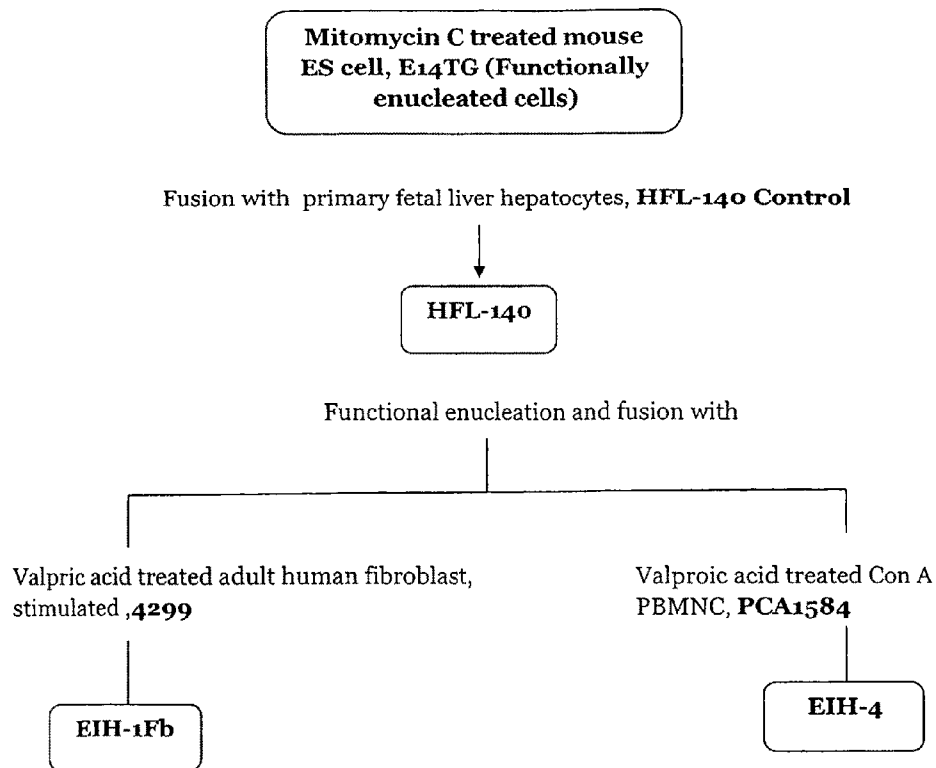 Mitomycin C treated mouse
ES cell, E14TG (Functionally
enucleated cells)
Fusion with primary fetal liver hepatocytes, HFL-140 Control
HFL-140
Functional enucleation and fusion with
Valpric acid treated adult human fibroblast,
stimulated ,4299
Valproic acid treated Con A
PBMNC, PCA1584
EIH-1Fb
EIH-4